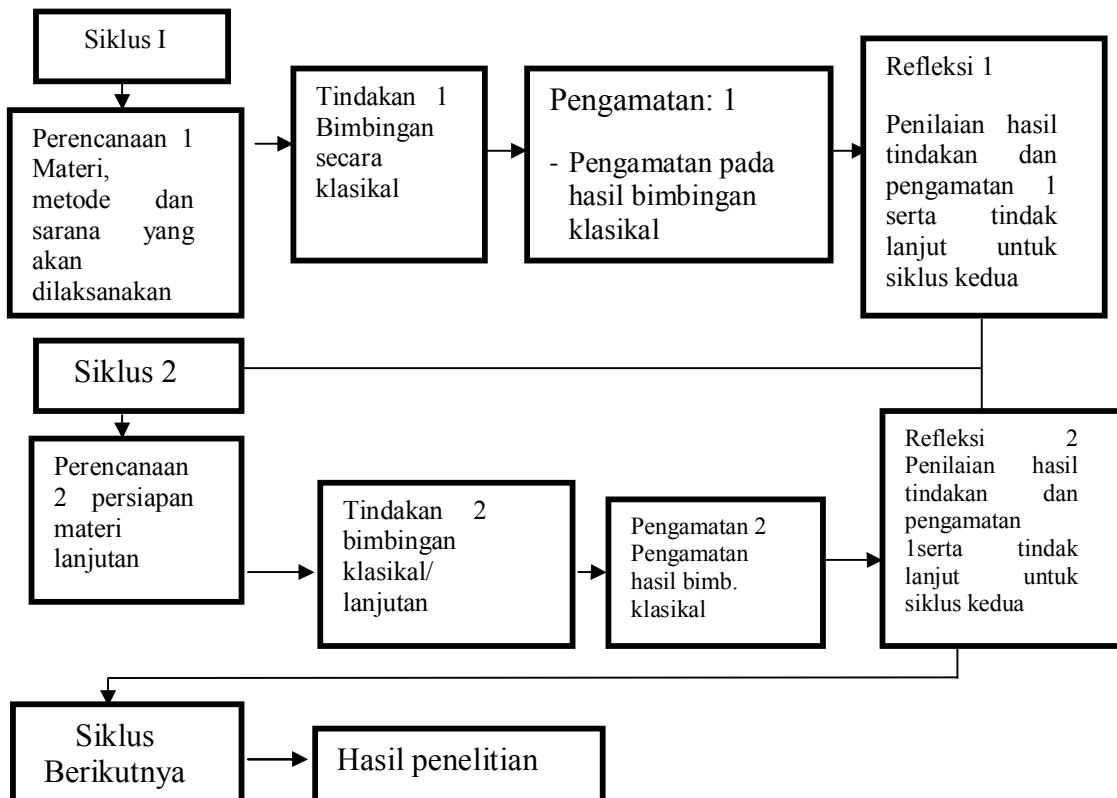 Siklus I
Perencanaan 1
Materi,
metode dan
sarana yang
akan
dilaksanakan
Tindakan 1
Bimbingan
secara
klasikal
Pengamatan: 1
- Pengamatan pada
hasil bimbingan
klasikal
Refleksi 1
Penilaian hasil
tindakan dan
pengamatan 1
serta tindak
lanjut untuk
siklus kedua
Siklus 2
Perencanaan
2 persiapan
materi
lanjutan
Tindakan 2
bimbingan
klasikal/
lanjutan
Pengamatan 2
Pengamatan
hasil bimb.
klasikal
Refleksi 2
Penilaian hasil
tindakan dan
pengamatan
1serta tindak
lanjut untuk
siklus kedua
Siklus
Berikutnya
Hasil penelitian